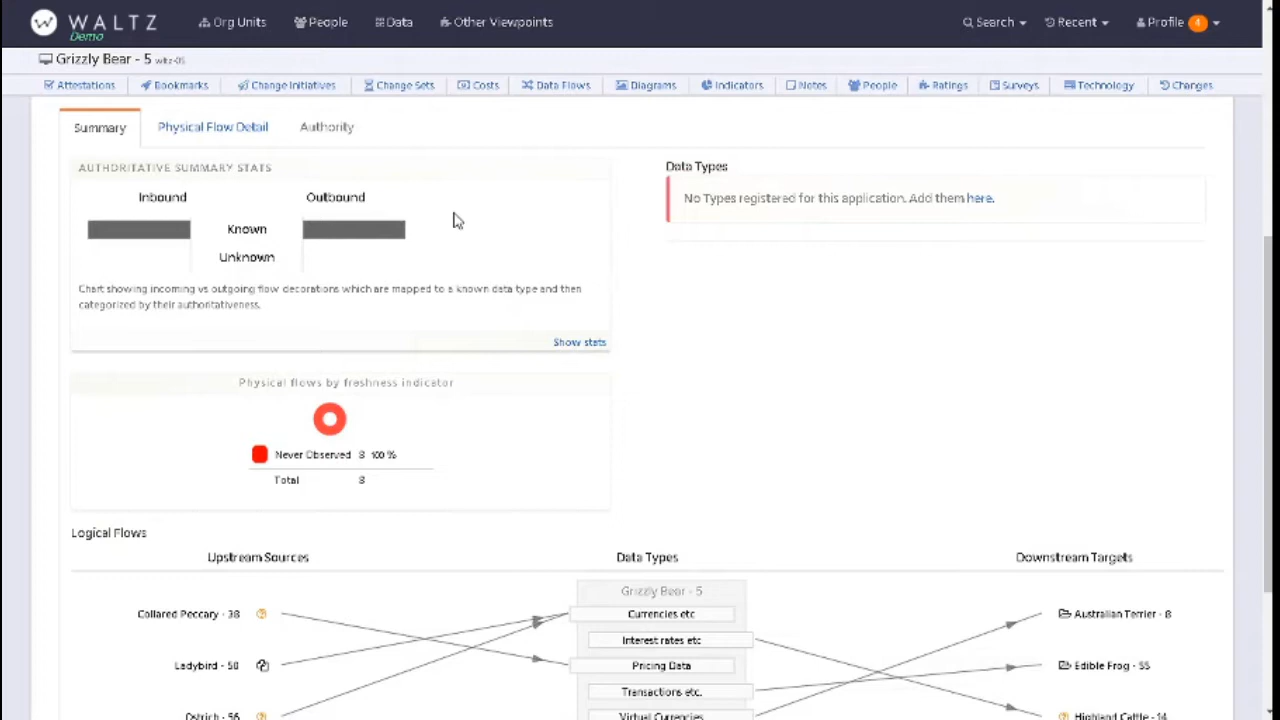 WALTZ
Demo
Org Units
People
Data
Other Viewpoints
Search
Recent
Profile 4
Grizzly Bear - 5 wltz-05
Attestations
Bookmarks
Change Initiatives
Change Sets
Costs
Data Flows
Diagrams
Indicators
Notes
People
Ratings
Surveys
Technology
Changes
Summary
Physical Flow Detail
Authority
AUTHORITATIVE SUMMARY STATS
Inbound
Outbound
Known
Unknown
Chart showing incoming vs outgoing flow decorations which are mapped to a known data type and then
categorized by their authoritativeness.
Show stats
Data Types
No Types registered for this application. Add them here.
Physical flows by freshness indicator
Never Observed 8 100 %
Total 8
Logical Flows
Upstream Sources
Data Types
Downstream Targets
Grizzly Bear - 5
Collared Peccary - 38
Currencies etc
Australian Terrier - 8
Interest rates etc
Ladybird - 50
Pricing Data
Edible Frog - 55
Transactions etc.
Ostrich - 56
Virtual Currencies
Highland Cattle - 14